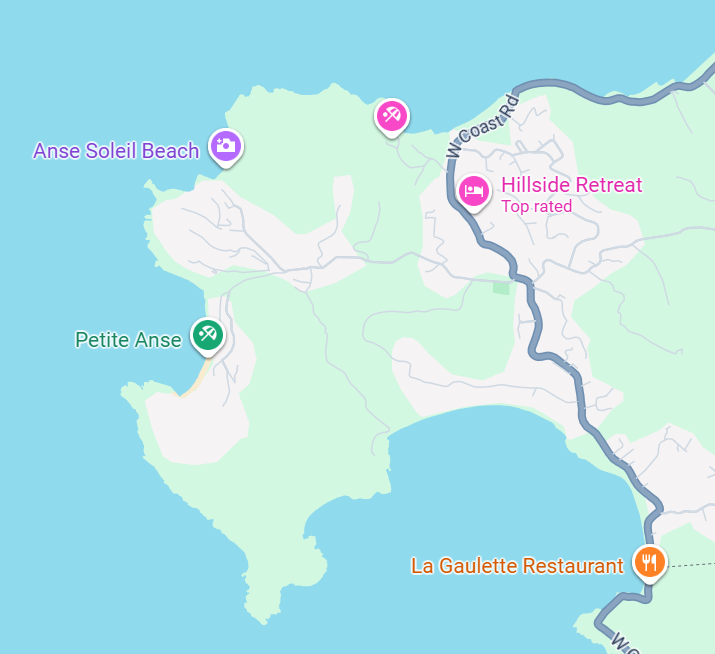 W Coast Rd
Anse Soleil Beach
Hillside Retreat
Top rated
Petite Anse
La Gaulette Restaurant
W C